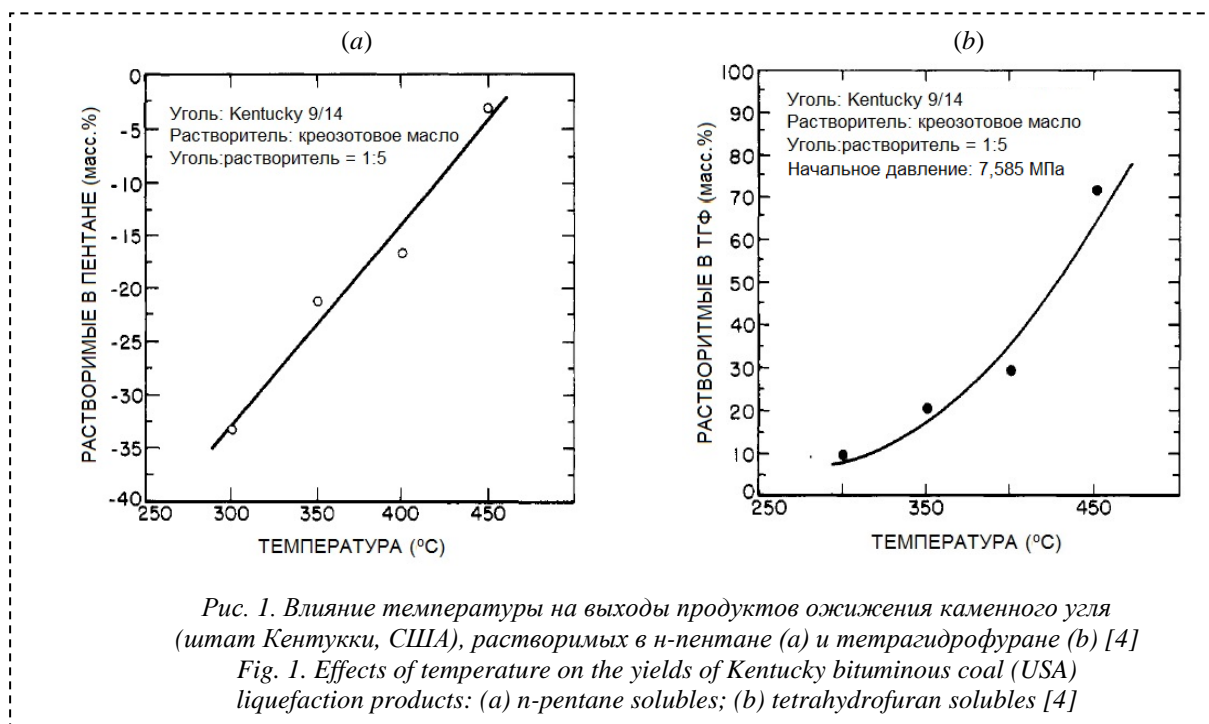 (a)
0
-5
-10
-15
-20
-25
-30
-35
-40
РАСТВОРИМЫЕ В ПЕНТАНЕ (масс.%)
Уголь: Kentucky 9/14
Растворитель: креозотовое масло
Уголь:растворитель = 1:5
250 300 350 400 450
ТЕМПЕРАТУРА (ºС)
(b)
100
90
80
70
60
50
40
30
20
10
0
РАСТВОРИТМЫЕ В ТГФ (масс.%)
Уголь: Kentucky 9/14
Растворитель: креозотовое масло
Уголь:растворитель = 1:5
Начальное давление: 7,585 МПа
250 350 450
ТЕМПЕРАТУРА (ºС)
Рис. 1. Влияние температуры на выходы продуктов ожижения каменного угля
(штат Кентукки, США), растворимых в н-пентане (а) и тетрагидрофуране (b) [4]
Fig. 1. Effects of temperature on the yields of Kentucky bituminous coal (USA)
liquefaction products: (a) n-pentane solubles; (b) tetrahydrofuran solubles [4]